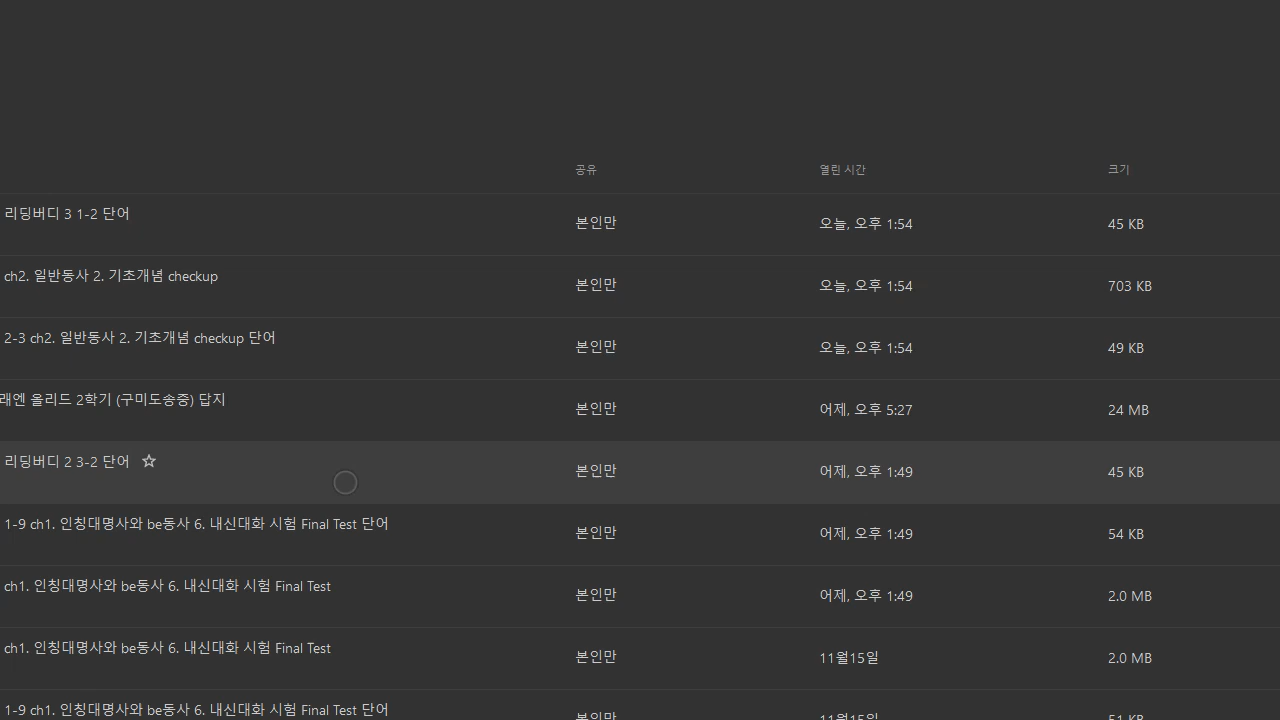 공유 열린 시간 크기
리딩버디 3 1-2 단어 본인만 오늘, 오후 1:54 45 KB
ch2. 일반동사 2. 기초개념 checkup 본인만 오늘, 오후 1:54 703 KB
2-3 ch2. 일반동사 2. 기초개념 checkup 단어 본인만 오늘, 오후 1:54 49 KB
래엔 올리드 2학기 (구미도송중) 답지 본인만 어제, 오후 5:27 24 MB
리딩버디 2 3-2 단어 본인만 어제, 오후 1:49 45 KB
1-9 ch1. 인칭대명사와 be동사 6. 내신대화 시험 Final Test 단어 본인만 어제, 오후 1:49 54 KB
ch1. 인칭대명사와 be동사 6. 내신대화 시험 Final Test 본인만 어제, 오후 1:49 2.0 MB
ch1. 인칭대명사와 be동사 6. 내신대화 시험 Final Test 본인만 11월15일 2.0 MB
1-9 ch1. 인칭대명사와 be동사 6. 내신대화 시험 Final Test 단어 본인만 11월15일 51 KB